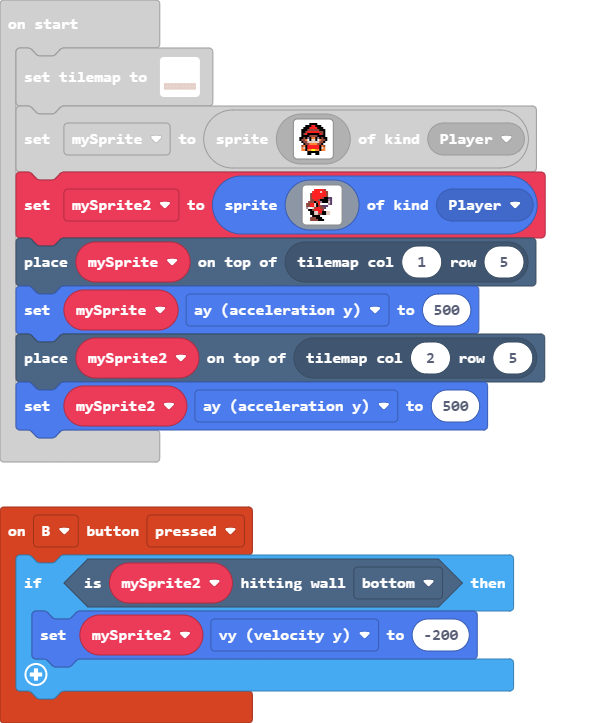 on start
set tilemap to
set mySprite to sprite of kind Player
set mySprite2 to sprite of kind Player
place mySprite on top of tilemap col 1 row 5
set mySprite ay (acceleration y) to 500
place mySprite2 on top of tilemap col 2 row 5
set mySprite2 ay (acceleration y) to 500
on B button pressed
if is mySprite2 hitting wall bottom then
set mySprite2 vy (velocity y) to -200